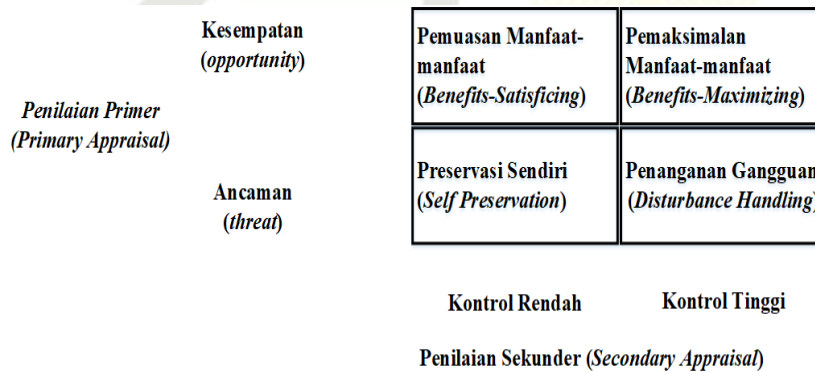 Kesempatan
(opportunity)
Pemuasan Manfaat-
manfaat
(Benefits-Satisficing)
Pemaksimalan
Manfaat-manfaat
(Benefits-Maximizing)
Penilaian Primer
(Primary Appraisal)
Ancaman
(threat)
Preservasi Sendiri
(Self Preservation)
Penanganan Gangguan
(Disturbance Handling)
Kontrol Rendah
Kontrol Tinggi
Penilaian Sekunder (Secondary Appraisal)